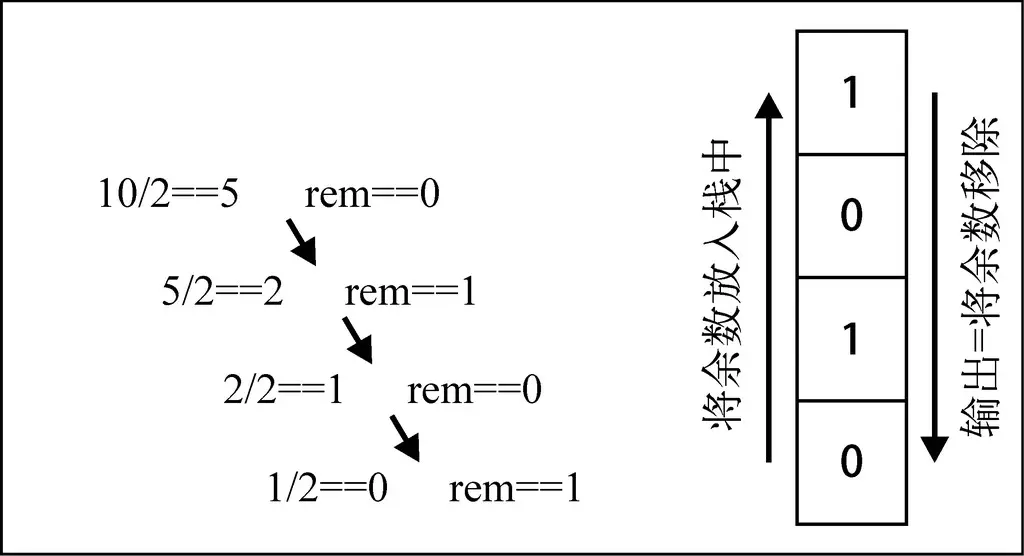 10/2==5 rem==0
5/2==2 rem==1
2/2==1 rem==0
1/2==0 rem==1
将余数放入栈中
1
0
1
0
输出=将余数移除